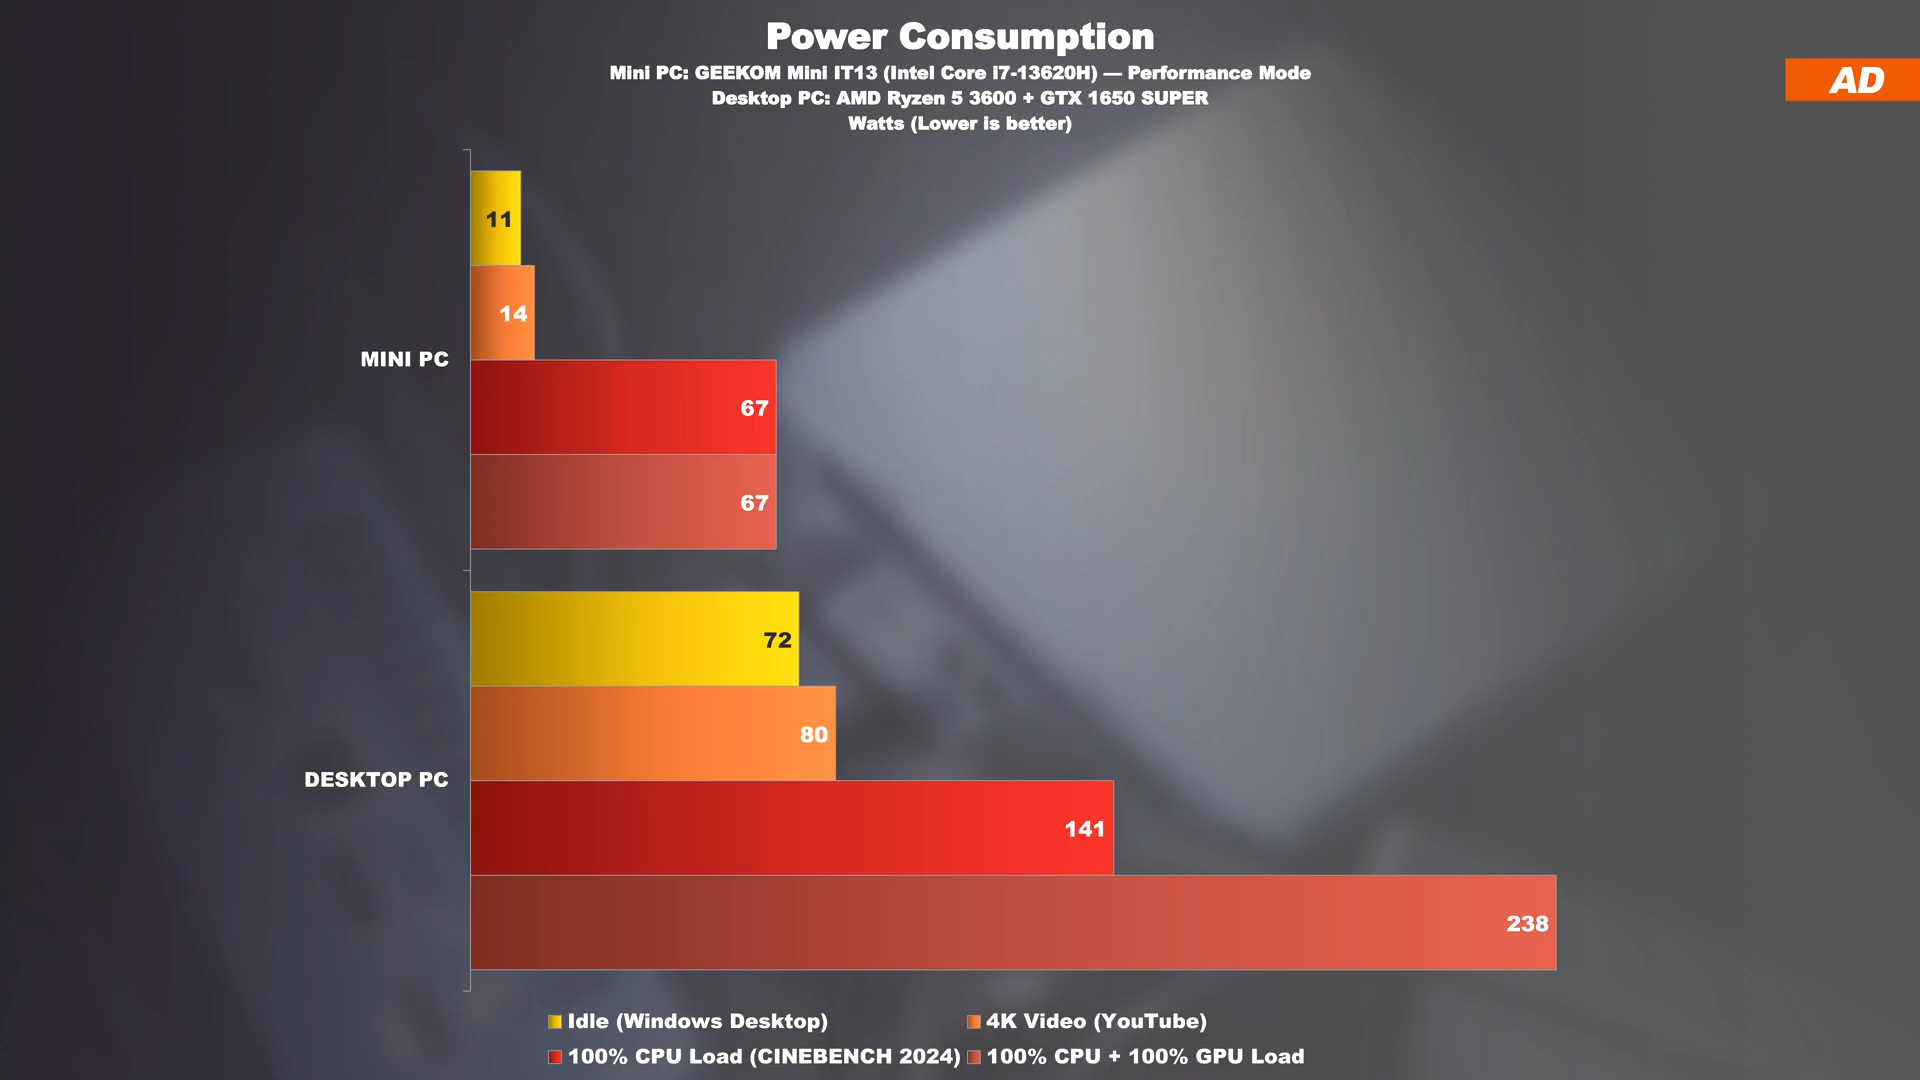 Power Consumption
Mini PC: GEEKOM Mini IT13 (Intel Core i7-13620H) — Performance Mode
Desktop PC: AMD Ryzen 5 3600 + GTX 1650 SUPER
Watts (Lower is better)
AD
11
14
MINI PC
67
67
72
80
DESKTOP PC
141
238
Idle (Windows Desktop)
4K Video (YouTube)
100% CPU Load (CINEBENCH 2024)
100% CPU + 100% GPU Load